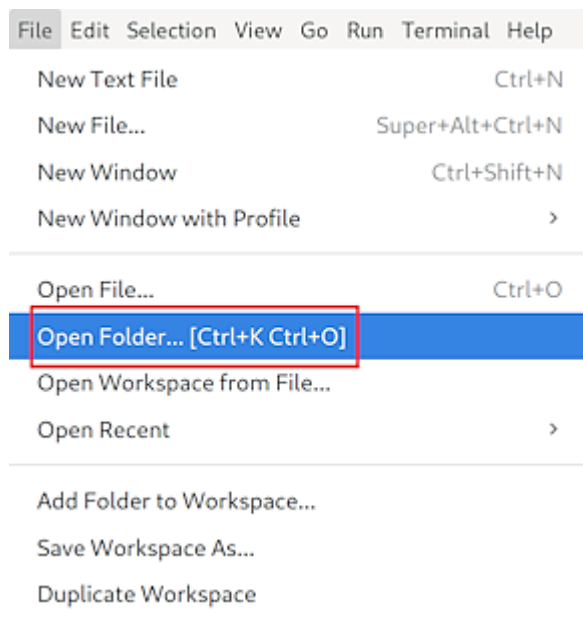 File Edit Selection View Go Run Terminal Help
New Text File Ctrl+N
New File... Super+Alt+Ctrl+N
New Window Ctrl+Shift+N
New Window with Profile >
Open File... Ctrl+O
Open Folder... [Ctrl+K Ctrl+O]
Open Workspace from File...
Open Recent >
Add Folder to Workspace...
Save Workspace As...
Duplicate Workspace